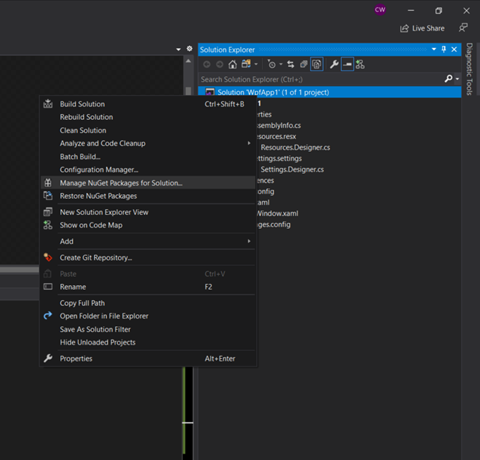 CW
Live Share
Solution Explorer
Diagnostic Tools
Search Solution Explorer (Ctrl+;)
Solution 'WpfApp1' (1 of 1 project)
Build Solution Ctrl+Shift+B
1
Rebuild Solution
perties
Clean Solution
ssemblyInfo.cs
Analyze and Code Cleanup
esources.resx
Resources.Designer.cs
Batch Build...
ettings.settings
Configuration Manager...
Settings.Designer.cs
Manage NuGet Packages for Solution...
ences
Restore NuGet Packages
onfig
aml
New Solution Explorer View
Window.xaml
Show on Code Map
ages.config
Add
Create Git Repository...
Paste Ctrl+V
Rename F2
Copy Full Path
Open Folder in File Explorer
Save As Solution Filter
Hide Unloaded Projects
Properties Alt+Enter